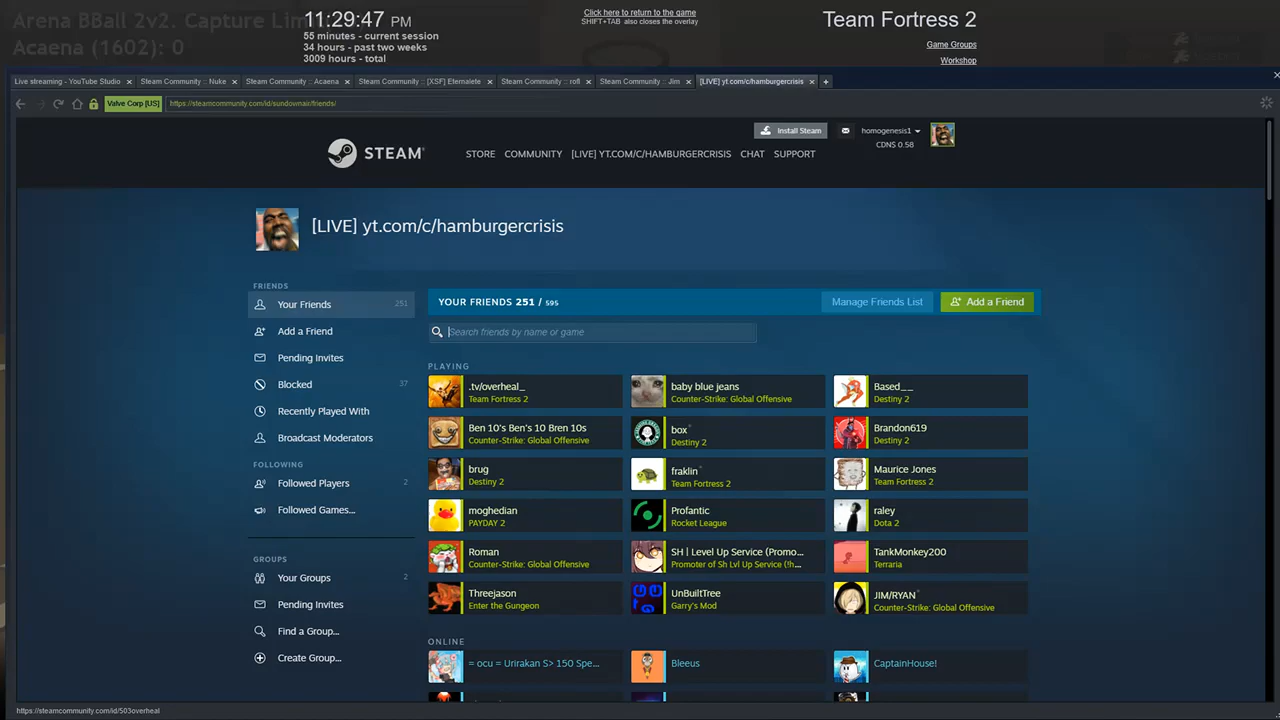 Arena BBall 2v2. Capture Lim
Acaena (1602): 0
11:29:47 PM
55 minutes - current session
34 hours - past two weeks
3009 hours - total
Click here to return to the game
SHIFT+TAB also closes the overlay
Team Fortress 2
Game Groups
Workshop
Live streaming - YouTube Studio
Steam Community :: Nuke
Steam Community :: Acaena
Steam Community :: [XSF] Eternalete
Steam Community :: rofl
Steam Community :: Jim
[LIVE] yt.com/c/hamburgercrisis
Valve Corp [US]
https://steamcommunity.com/id/sundownair/friends/
Install Steam
homogenesis1
CDN$ 0.58
STEAM
STORE COMMUNITY [LIVE] YT.COM/C/HAMBURGERCRISIS CHAT SUPPORT
[LIVE] yt.com/c/hamburgercrisis
FRIENDS
Your Friends 251
Add a Friend
Pending Invites
Blocked 37
Recently Played With
Broadcast Moderators
FOLLOWING
Followed Players 2
Followed Games...
GROUPS
Your Groups 2
Pending Invites
Find a Group...
Create Group...
YOUR FRIENDS 251 / 595
Manage Friends List
Add a Friend
Search friends by name or game
PLAYING
.tv/overheal_
Team Fortress 2
baby blue jeans
Counter-Strike: Global Offensive
Based__
Destiny 2
Ben 10's Ben's 10 Bren 10s
Counter-Strike: Global Offensive
box*
Destiny 2
Brandon619
Destiny 2
brug
Destiny 2
fraklin*
Team Fortress 2
Maurice Jones
Team Fortress 2
moghedian
PAYDAY 2
Profantic
Rocket League
raley
Dota 2
Roman
Counter-Strike: Global Offensive
SH | Level Up Service (Promo...
Promoter of Sh Lvl Up Service (!h...
TankMonkey200
Terraria
Threejason
Enter the Gungeon
UnBuiltTree
Garry's Mod
JIM/RYAN*
Counter-Strike: Global Offensive
ONLINE
= ocu = Urirakan S> 150 Spe...
Bleeus
CaptainHouse!
https://steamcommunity.com/id/503overheal